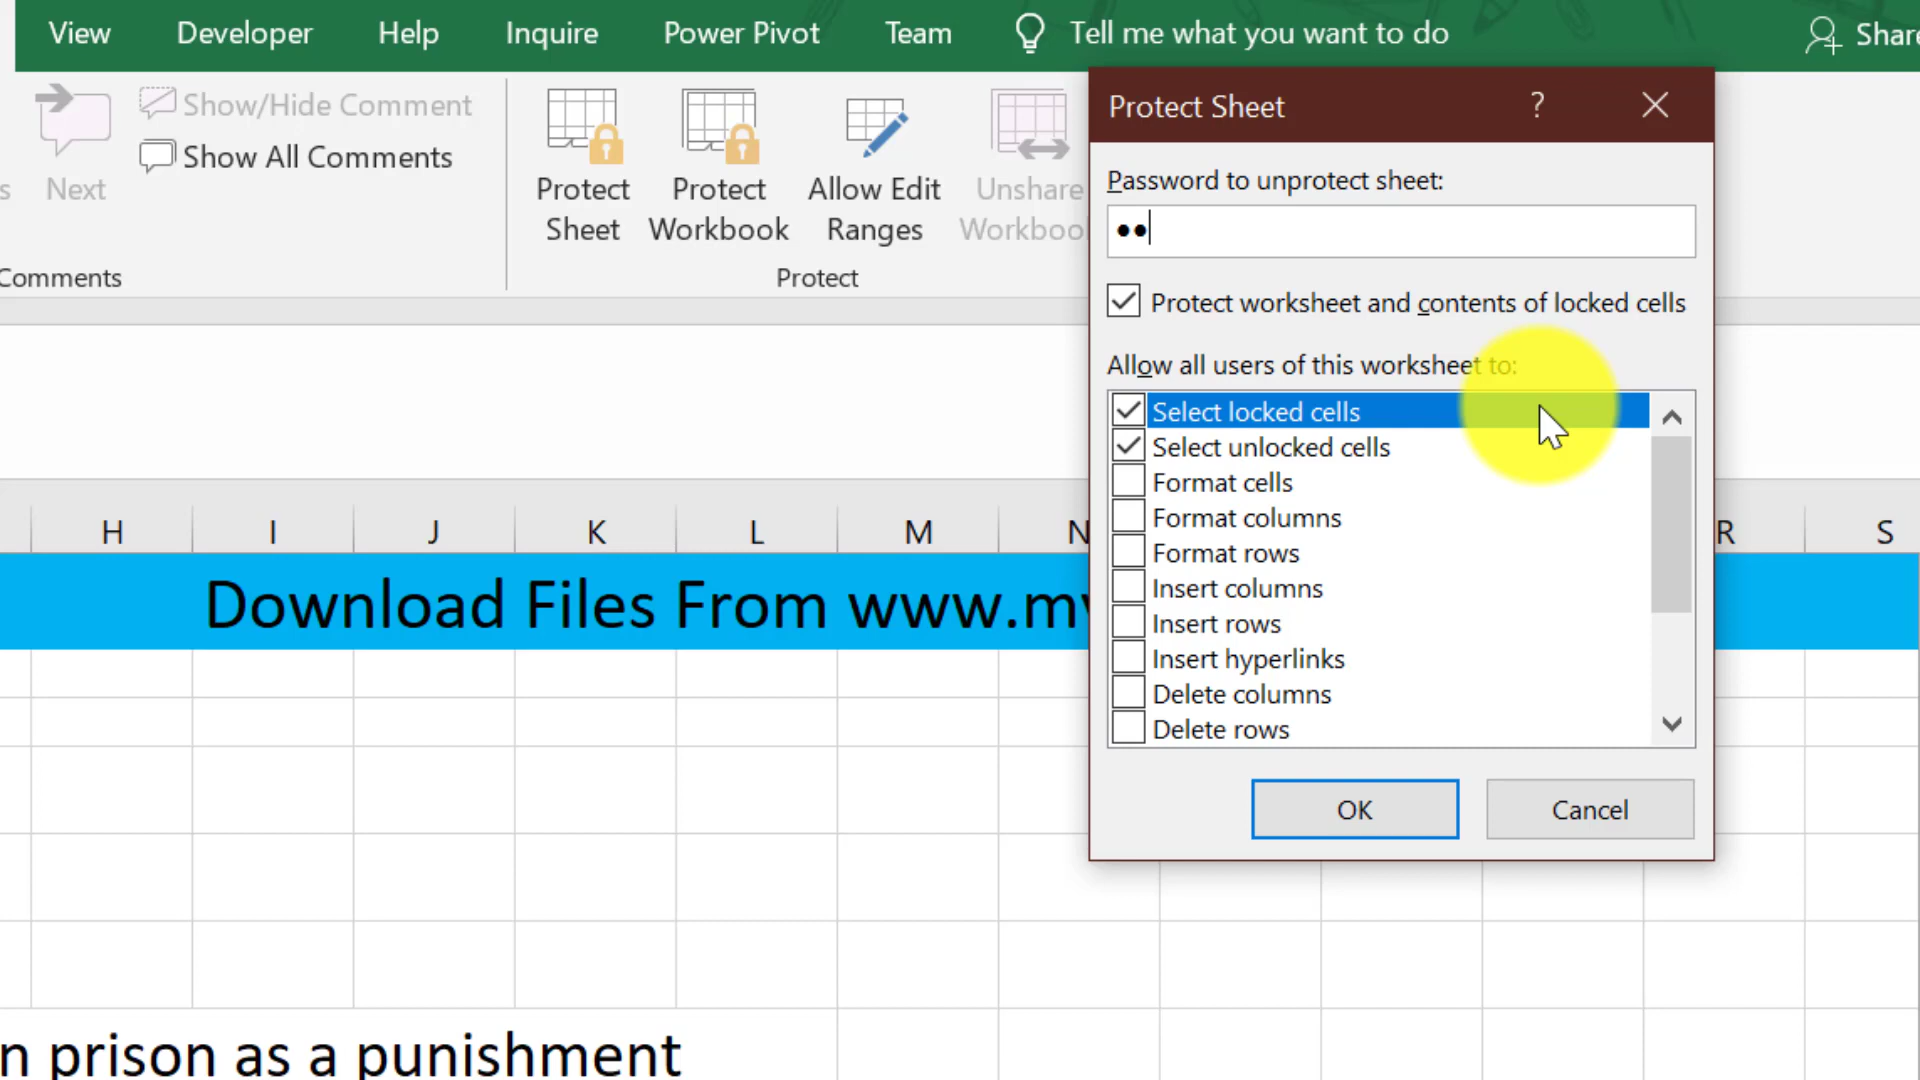 View Developer Help Inquire Power Pivot Team Tell me what you want to do
Show/Hide Comment
Show All Comments
Next
Protect Sheet
Protect Workbook
Allow Edit Ranges
Unshare
Comments
Protect
Protect Sheet ? 
Password to unprotect sheet:
Protect worksheet and contents of locked cells
Allow all users of this worksheet to:
Select locked cells
Select unlocked cells
Format cells
Format columns
Format rows
Insert columns
Insert rows
Insert hyperlinks
Delete columns
Delete rows
OK Cancel
H I J K L M N R S
Download Files From www.my
n prison as a punishment